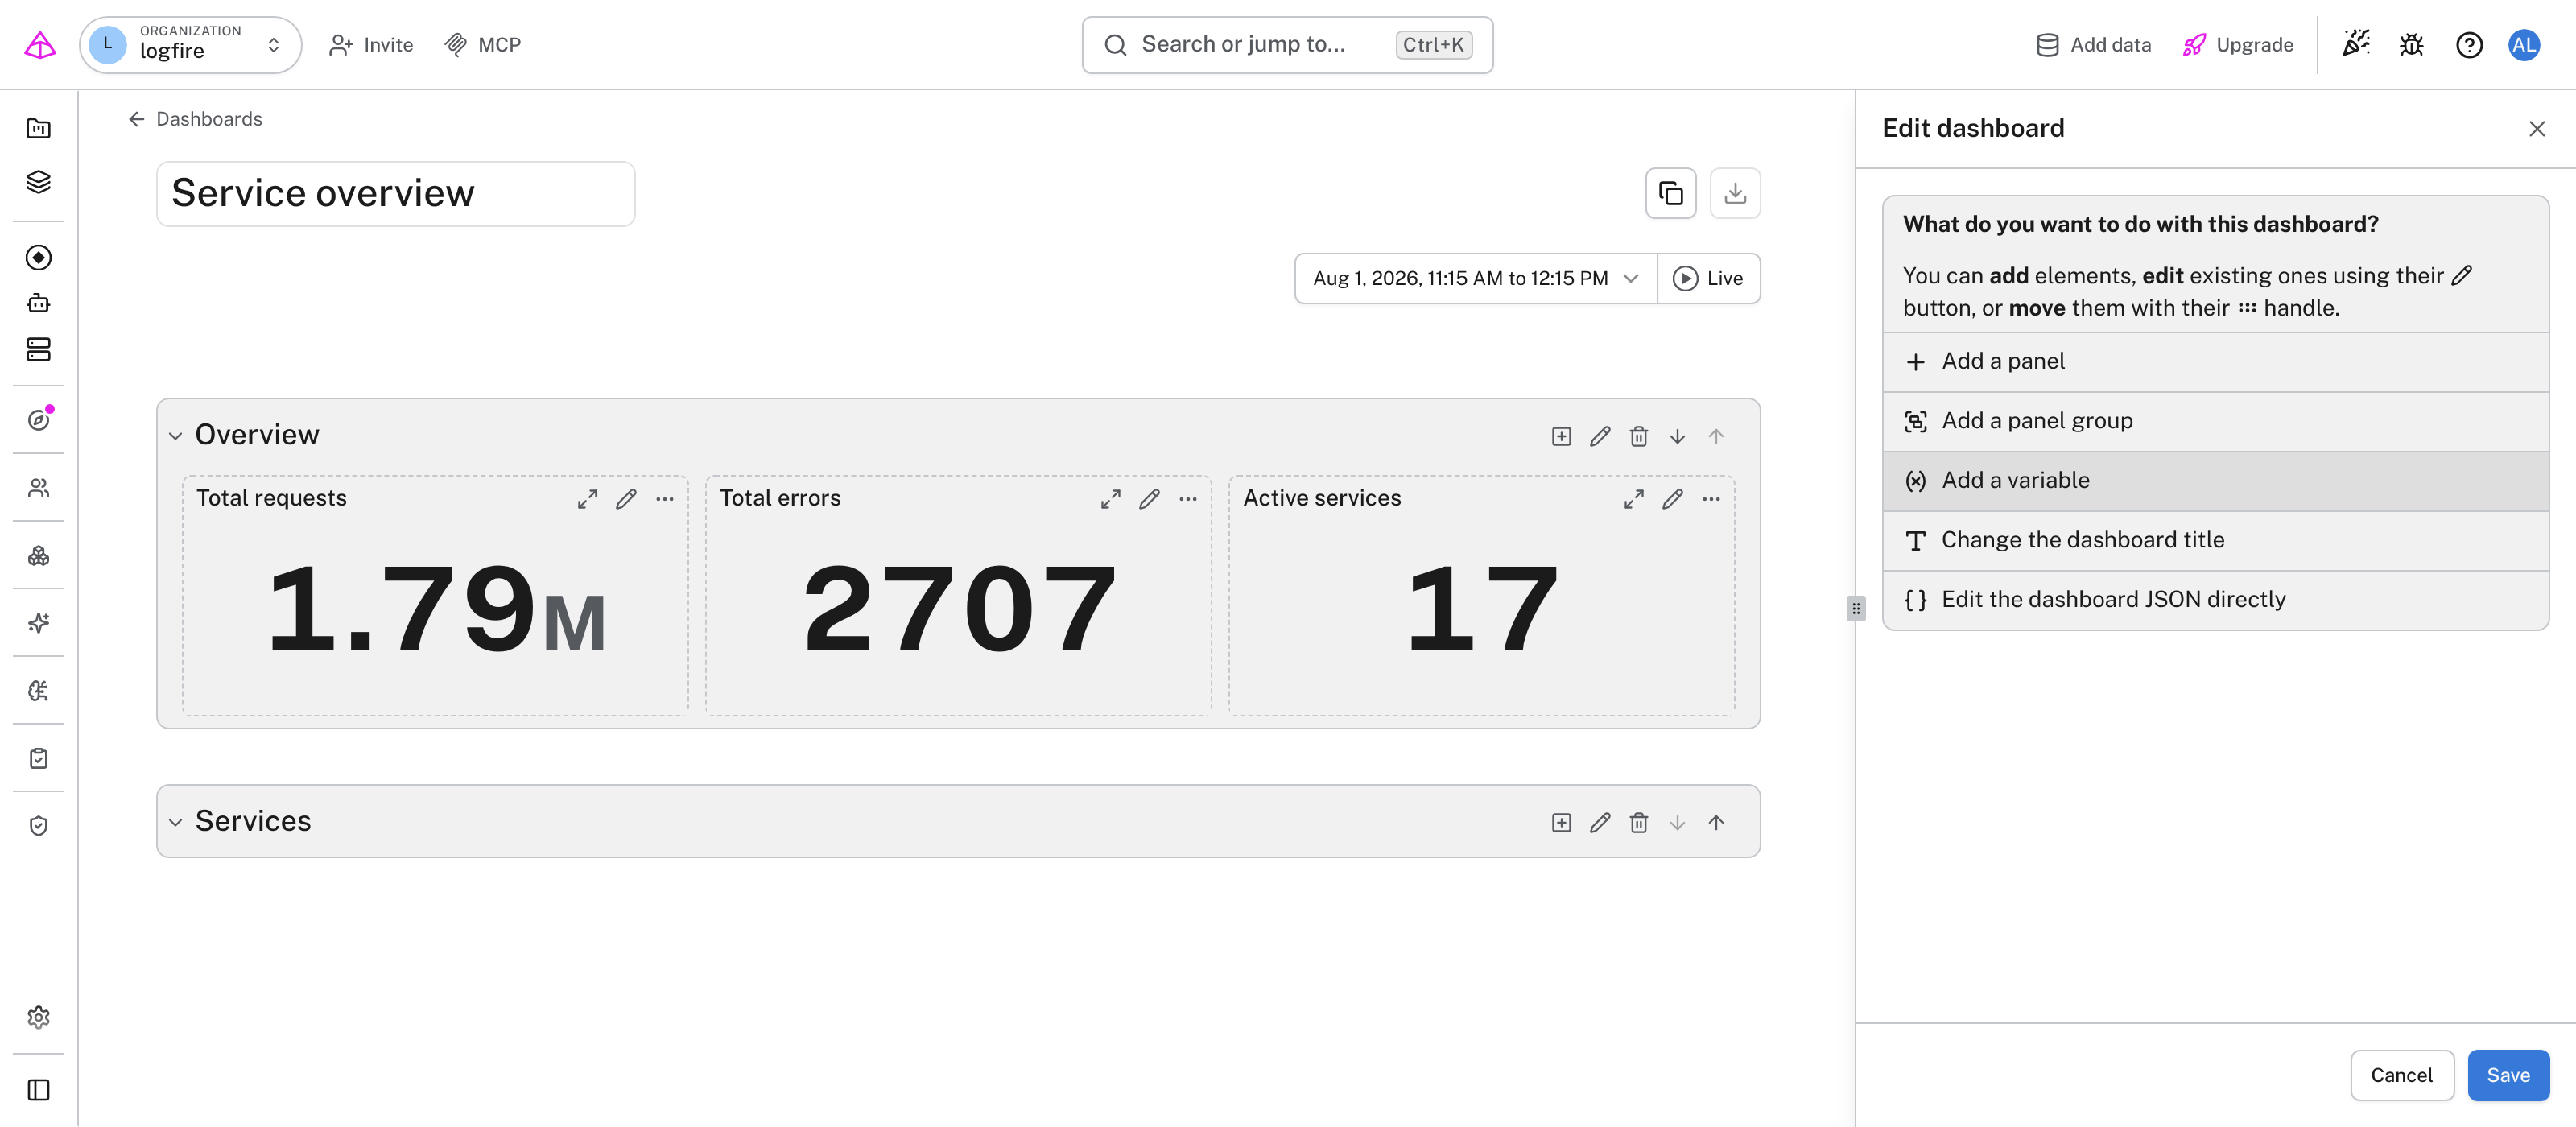 L
ORGANIZATION
logfire
Invite
MCP
Search or jump to...
Ctrl+K
Add data
Upgrade
AL
Dashboards
Service overview
Aug 1, 2026, 11:15 AM to 12:15 PM
Live
Overview
Total requests
1.79M
Total errors
2707
Active services
17
Services
Edit dashboard
What do you want to do with this dashboard?
You can add elements, edit existing ones using their
button, or move them with their handle.
Add a panel
Add a panel group
Add a variable
Change the dashboard title
Edit the dashboard JSON directly
Cancel
Save